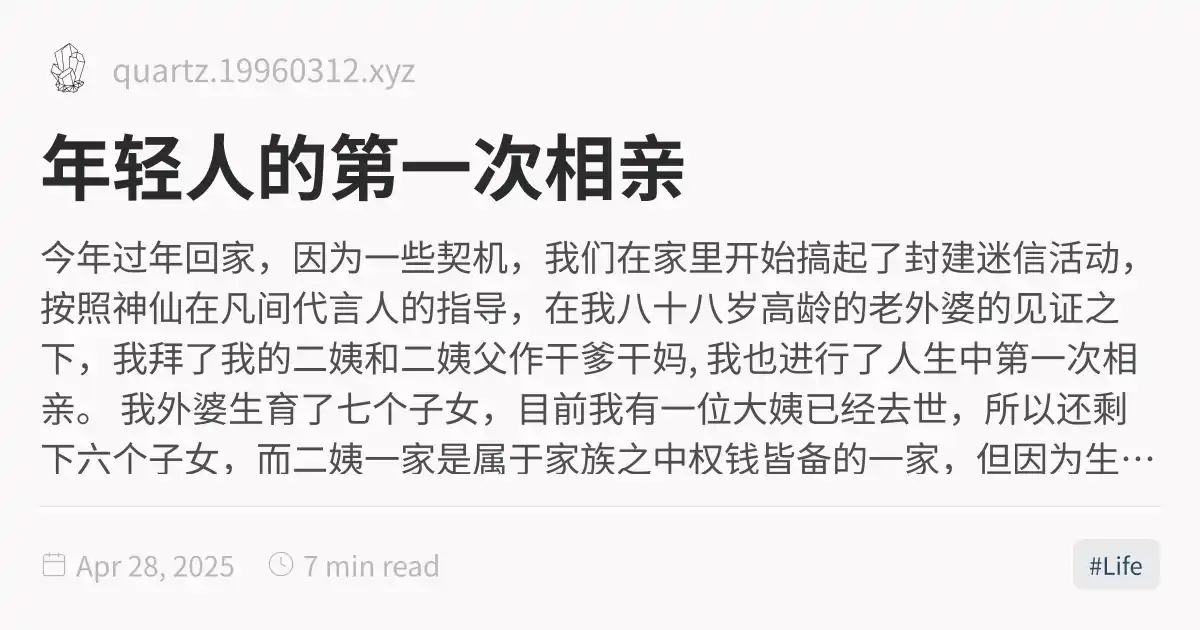 quartz.19960312.xyz
年轻人的第一次相亲
今年过年回家，因为一些契机，我们在家里开始搞起了封建迷信活动，
按照神仙在凡间代言人的指导，在我八十八岁高龄的老外婆的见证之
下，我拜了我的二姨和二姨父作干爹干妈, 我也进行了人生中第一次相
亲。 我外婆生育了七个子女，目前我有一位大姨已经去世，所以还剩
下六个子女，而二姨一家是属于家族之中权钱皆备的一家，但因为生…
Apr 28, 2025 7 min read
#Life